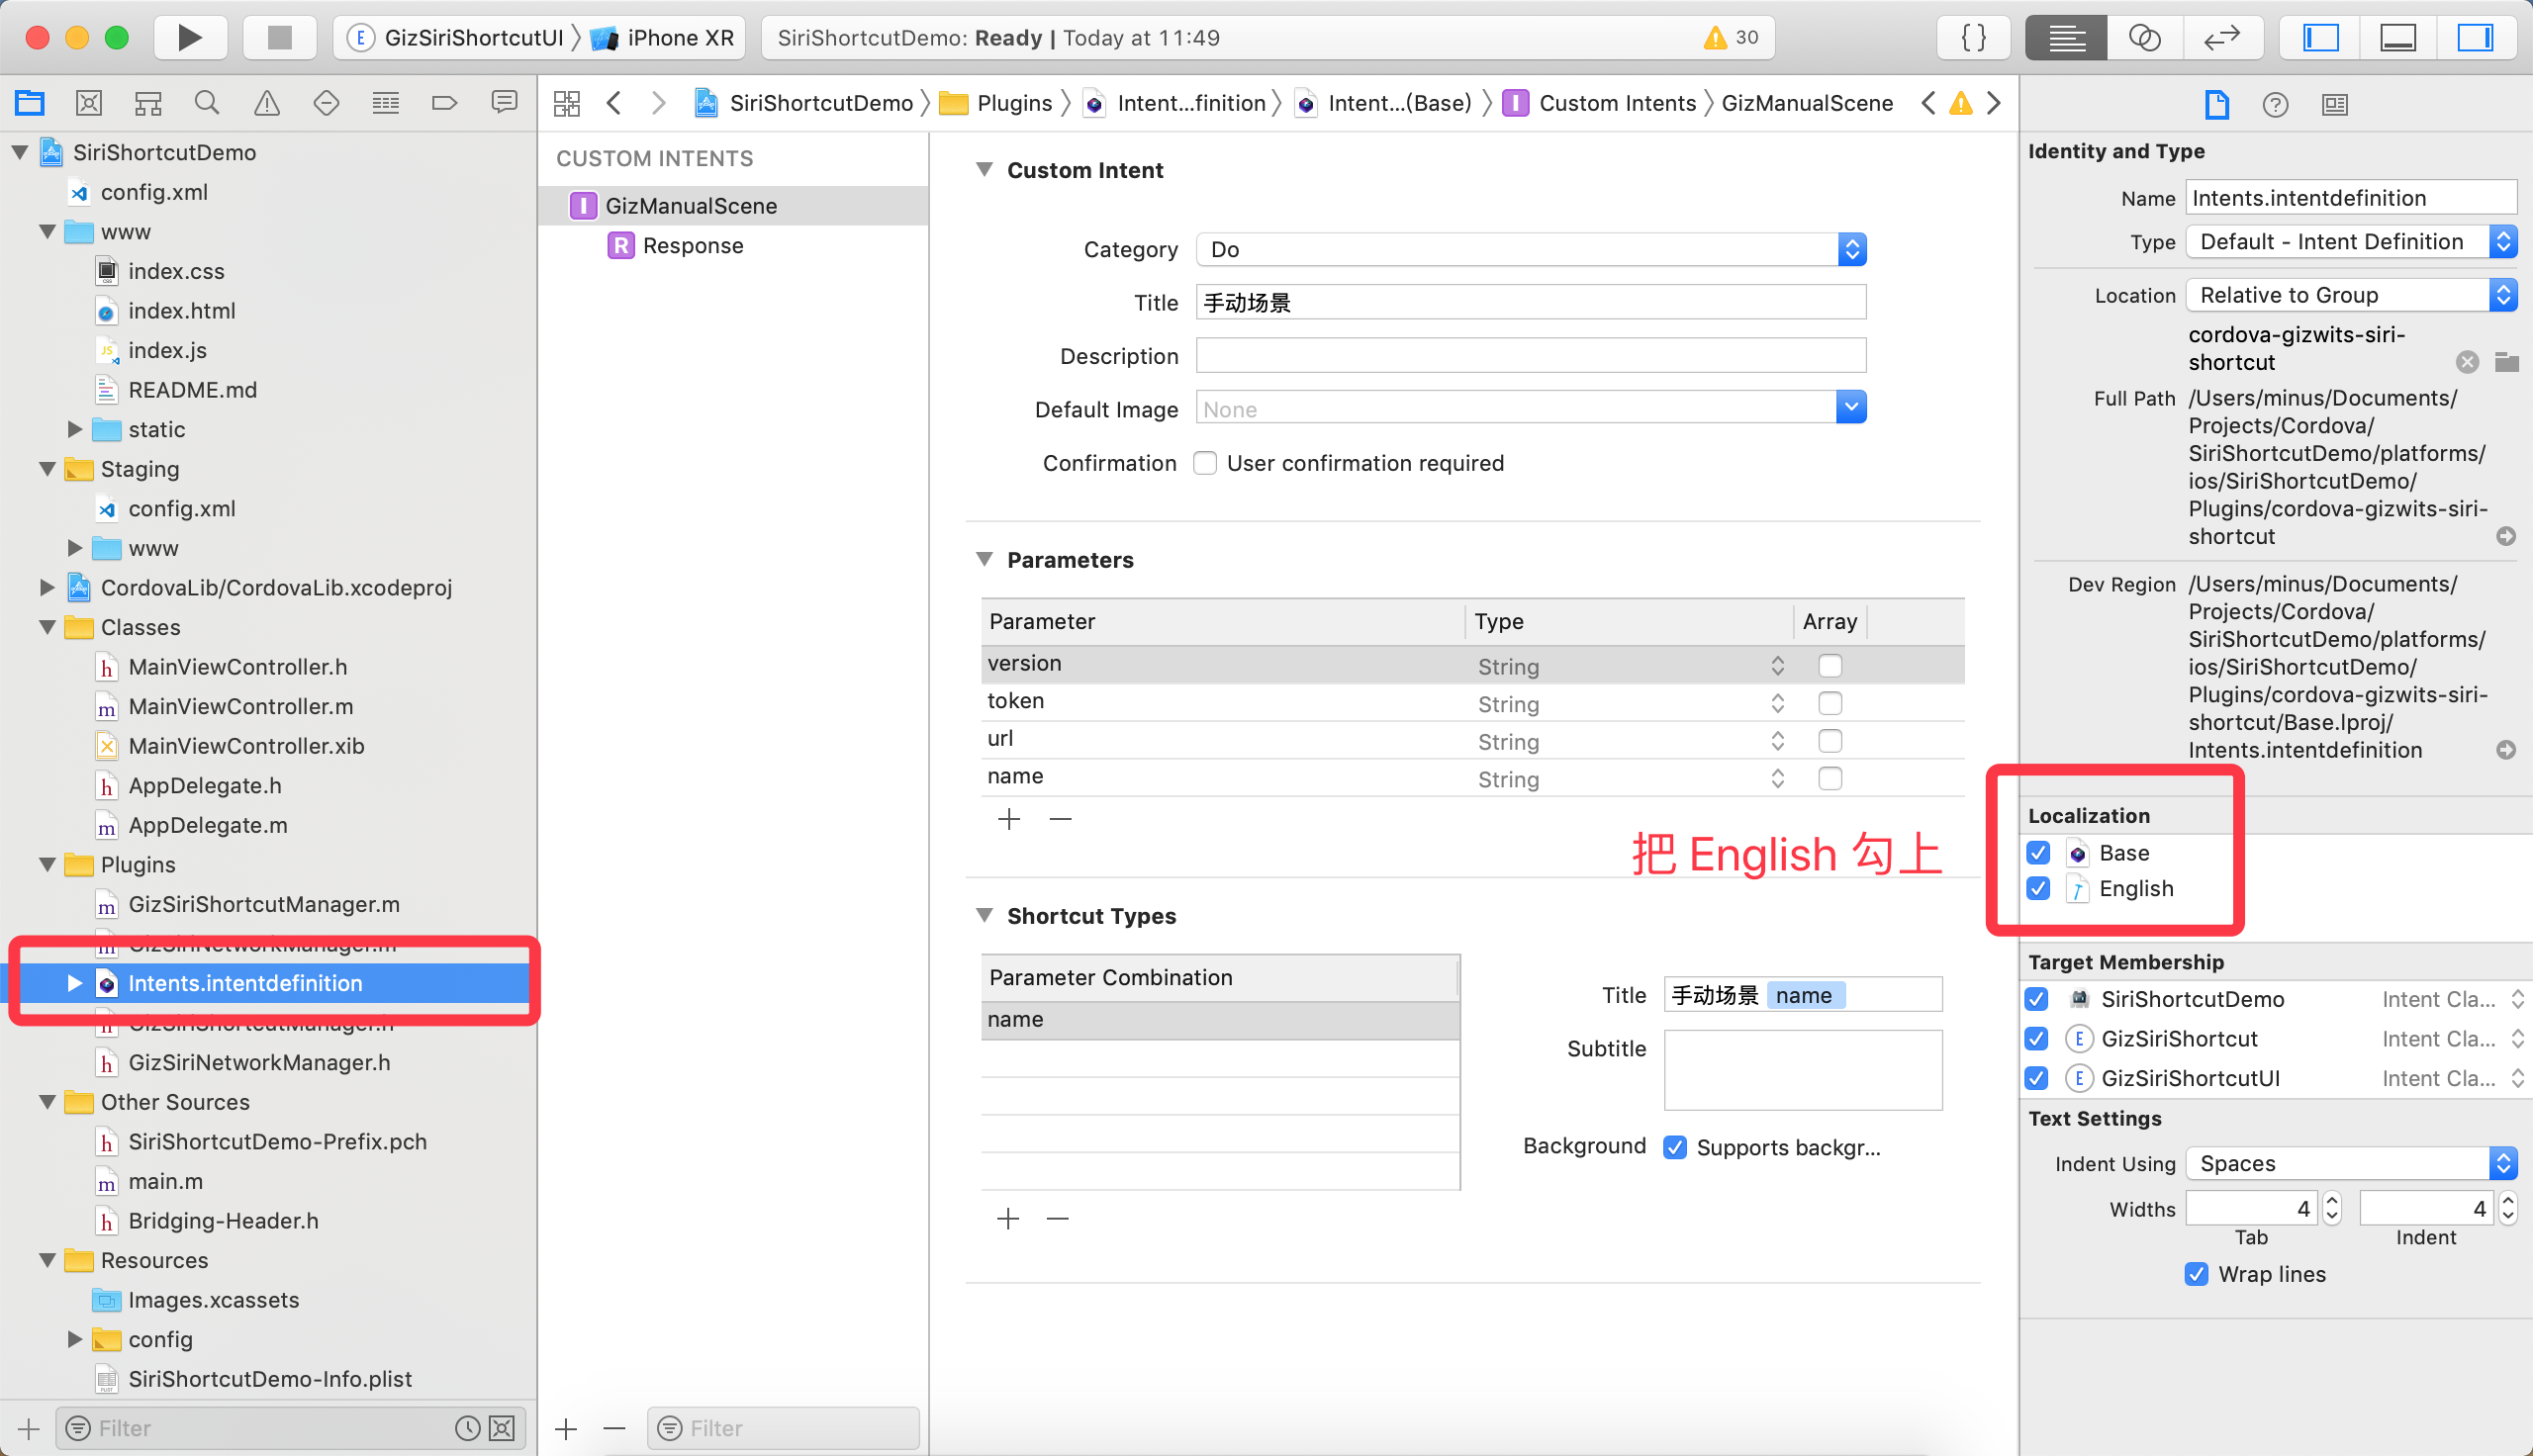 GizSiriShortcutUI
iPhone XR
SiriShortcutDemo: Ready | Today at 11:49
30
SiriShortcutDemo
Plugins
Intent...finition
Intent...(Base)
Custom Intents
GizManualScene
SiriShortcutDemo
config.xml
www
index.css
index.html
index.js
README.md
static
Staging
config.xml
www
CordovaLib/CordovaLib.xcodeproj
Classes
MainViewController.h
MainViewController.m
MainViewController.xib
AppDelegate.h
AppDelegate.m
Plugins
GizSiriShortcutManager.m
GizSiriNetworkManager.m
Intents.intentdefinition
GizSiriShortcutManager.h
GizSiriNetworkManager.h
Other Sources
SiriShortcutDemo-Prefix.pch
main.m
Bridging-Header.h
Resources
Images.xcassets
config
SiriShortcutDemo-Info.plist
Filter
CUSTOM INTENTS
I GizManualScene
R Response
Filter
Custom Intent
Category Do
Title 手动场景
Description
Default Image None
Confirmation User confirmation required
Parameters
Parameter Type Array
version String
token String
url String
name String
把 English 勾上
Shortcut Types
Parameter Combination
name
Title 手动场景 name
Subtitle
Background Supports backgr...
Identity and Type
Name Intents.intentdefinition
Type Default - Intent Definition
Location Relative to Group
cordova-gizwits-siri-
shortcut
Full Path /Users/minus/Documents/
Projects/Cordova/
SiriShortcutDemo/platforms/
ios/SiriShortcutDemo/
Plugins/cordova-gizwits-siri-
shortcut
Dev Region /Users/minus/Documents/
Projects/Cordova/
SiriShortcutDemo/platforms/
ios/SiriShortcutDemo/
Plugins/cordova-gizwits-siri-
shortcut/Base.lproj/
Intents.intentdefinition
Localization
Base
English
Target Membership
SiriShortcutDemo Intent Cla...
E GizSiriShortcut Intent Cla...
E GizSiriShortcutUI Intent Cla...
Text Settings
Indent Using Spaces
Widths 4 4
Tab Indent
Wrap lines